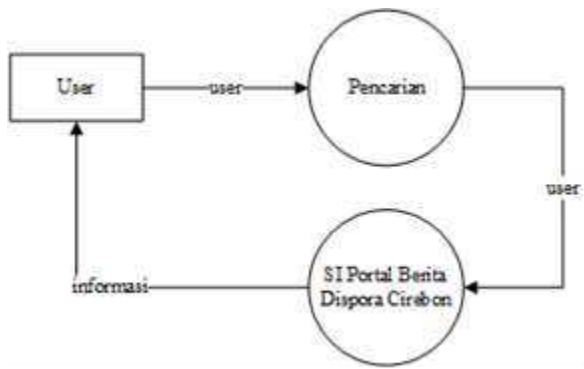 User
user
Pencarian
user
SI Portal Berita
Dispora Cirebon
informasi